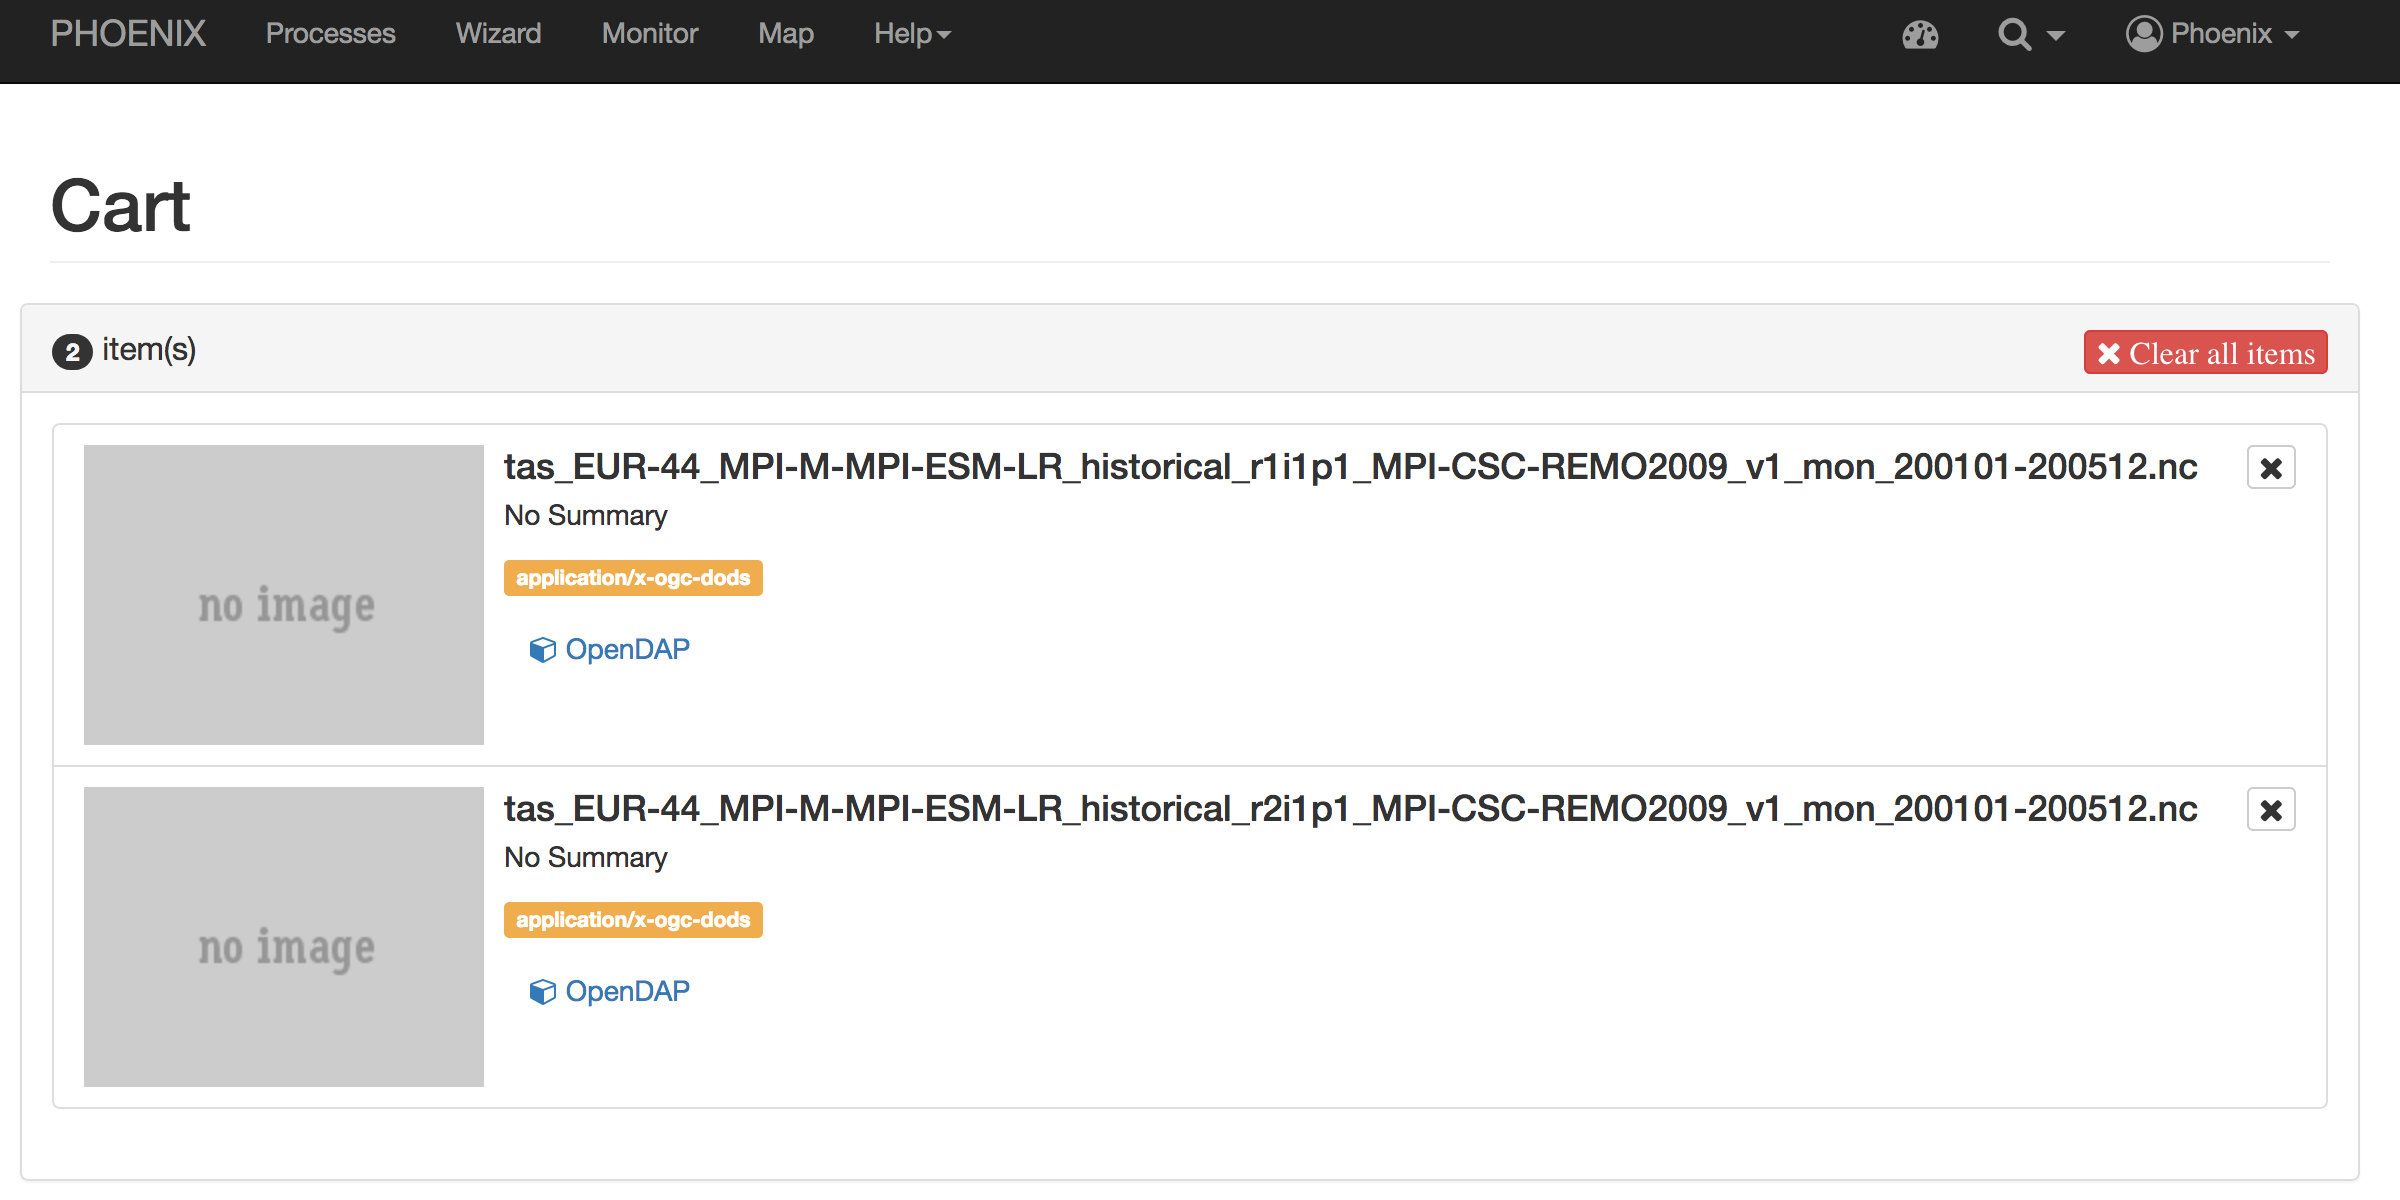 PHOENIX Processes Wizard Monitor Map Help Phoenix
Cart
2 item(s) Clear all items
tas_EUR-44_MPI-M-MPI-ESM-LR_historical_r1i1p1_MPI-CSC-REMO2009_v1_mon_200101-200512.nc
No Summary
application/x-ogc-dods
no image
OpenDAP
tas_EUR-44_MPI-M-MPI-ESM-LR_historical_r2i1p1_MPI-CSC-REMO2009_v1_mon_200101-200512.nc
No Summary
application/x-ogc-dods
no image
OpenDAP